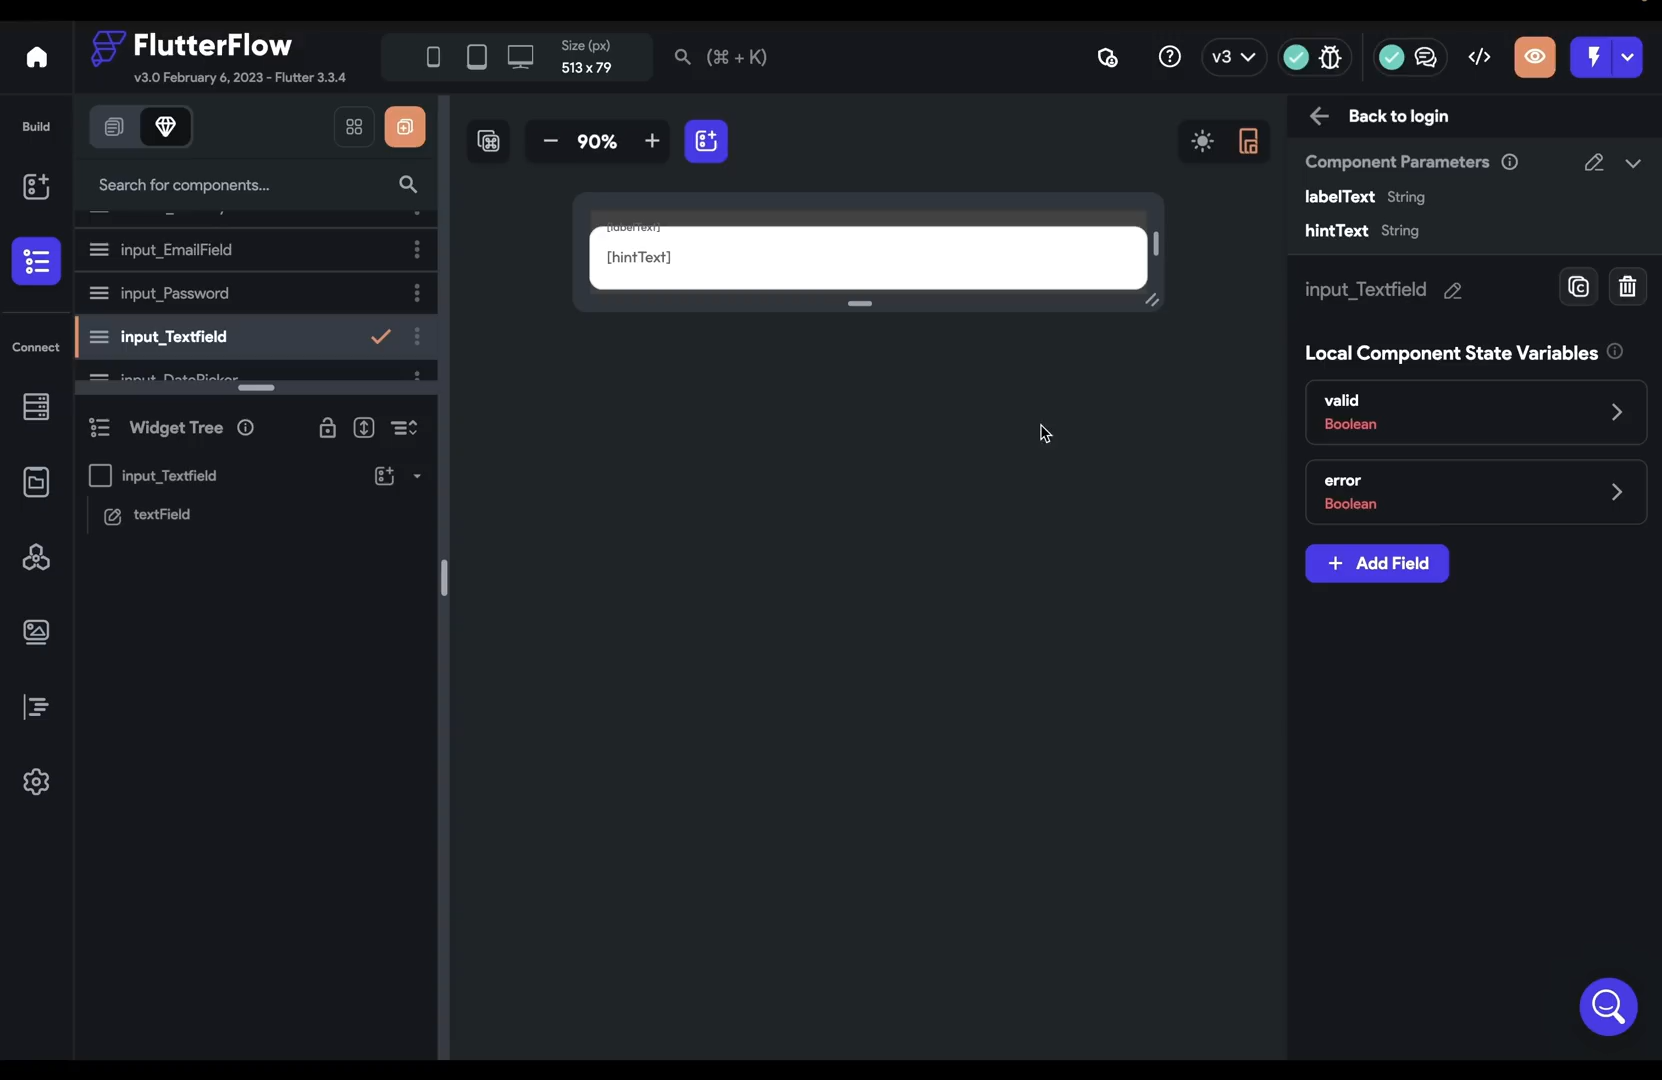 FlutterFlow
v3.0 February 6, 2023 - Flutter 3.3.4
Size (px)
513 x 79
(⌘ + K)
v3
Build
Connect
Search for components...
input_EmailField
input_Password
input_Textfield
input_DatePicker
Widget Tree
input_Textfield
textField
90%
[labelText]
[hintText]
Back to login
Component Parameters
labelText String
hintText String
input_Textfield
Local Component State Variables
valid
Boolean
error
Boolean
+ Add Field